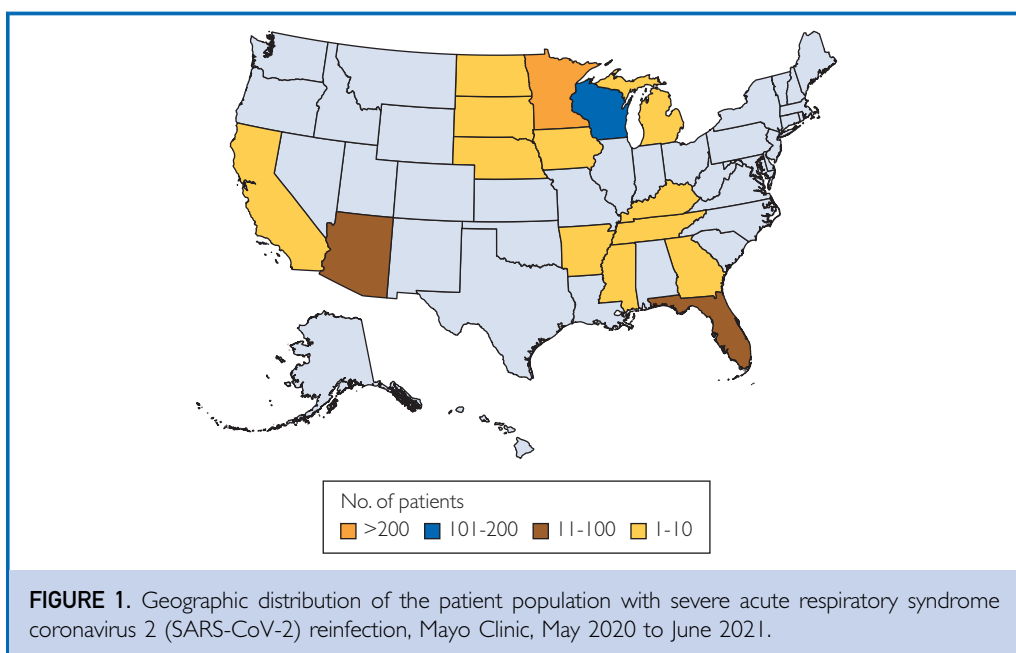 No. of patients
>200 101-200 11-100 1-10
FIGURE 1. Geographic distribution of the patient population with severe acute respiratory syndrome
coronavirus 2 (SARS-CoV-2) reinfection, Mayo Clinic, May 2020 to June 2021.